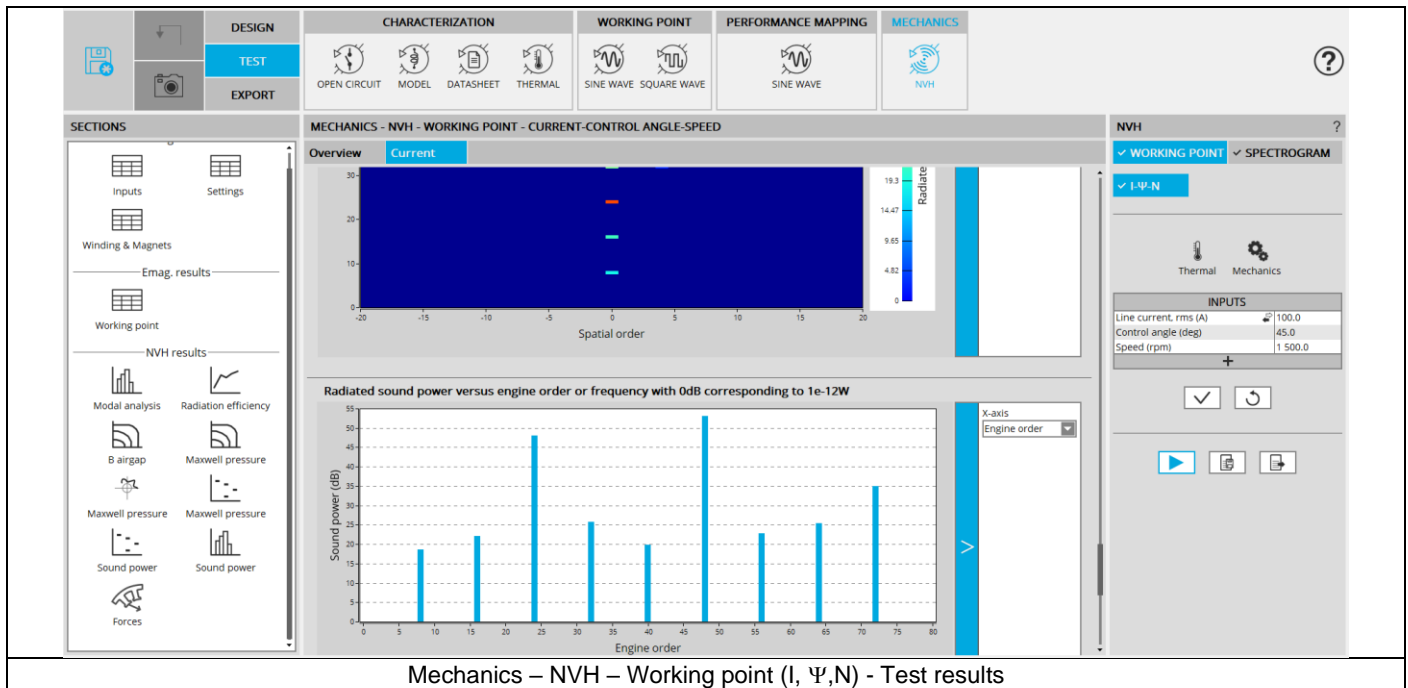 DESIGN
TEST
EXPORT
CHARACTERIZATION
OPEN CIRCUIT MODEL DATASHEET THERMAL
WORKING POINT
SINE WAVE SQUARE WAVE
PERFORMANCE MAPPING
SINE WAVE
MECHANICS
NVH
?
SECTIONS
Inputs Settings
Winding & Magnets
Emag. results
Working point
NVH results
Modal analysis Radiation efficiency
B airgap Maxwell pressure
Maxwell pressure Maxwell pressure
Sound power Sound power
Forces
MECHANICS - NVH - WORKING POINT - CURRENT-CONTROL ANGLE-SPEED
Overview Current
30
20
10
0
-20 -15 -10 -5 0 5 10 15 20
Spatial order
19.3
14.47
9.65
4.82
0
Radiate
Radiated sound power versus engine order or frequency with 0dB corresponding to 1e-12W
55
50
45
40
35
30
25
20
15
10
5
0
Sound power (dB)
0 5 10 15 20 25 30 35 40 45 50 55 60 65 70 75 80
Engine order
>
X-axis
Engine order
NVH ?
WORKING POINT SPECTROGRAM
I-Ψ-N
Thermal Mechanics
INPUTS
Line current, rms (A) 100.0
Control angle (deg) 45.0
Speed (rpm) 1 500.0
+
Mechanics – NVH – Working point (I, Ψ,N) - Test results